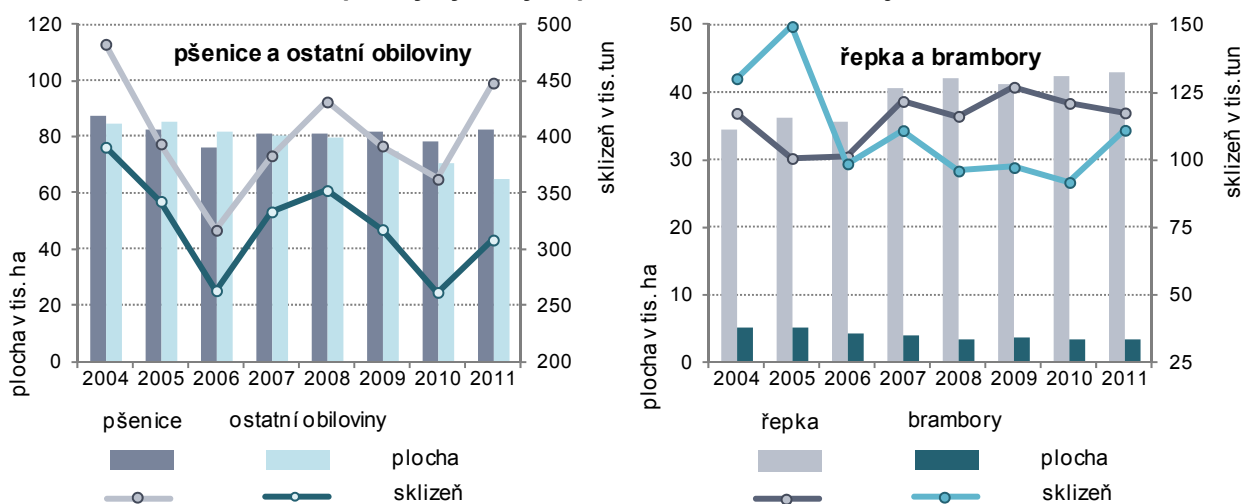 pšenice a ostatní obiloviny
plocha v tis. ha
120
100
80
60
40
20
0
500
450
400
350
300
250
200
sklizeň v tis. tun
2004 2005 2006 2007 2008 2009 2010 2011
pšenice ostatní obiloviny
plocha
sklizeň
řepka a brambory
plocha v tis. ha
50
40
30
20
10
0
150
125
100
75
50
25
sklizeň v tis. tun
2004 2005 2006 2007 2008 2009 2010 2011
řepka brambory
plocha
sklizeň